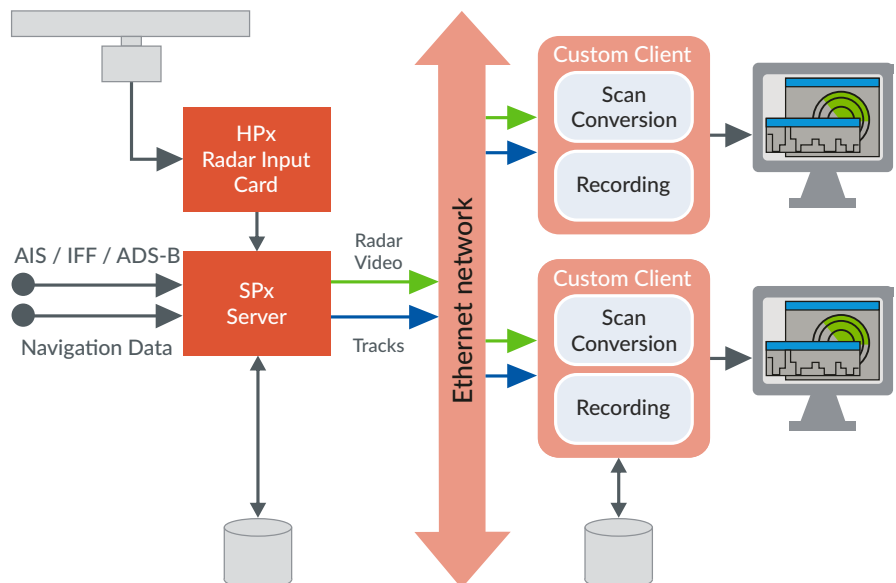 HPx
Radar Input
Card
AIS / IFF / ADS-B
Navigation Data
SPx
Server
Radar
Video
Tracks
Ethernet network
Custom Client
Scan
Conversion
Recording
Custom Client
Scan
Conversion
Recording